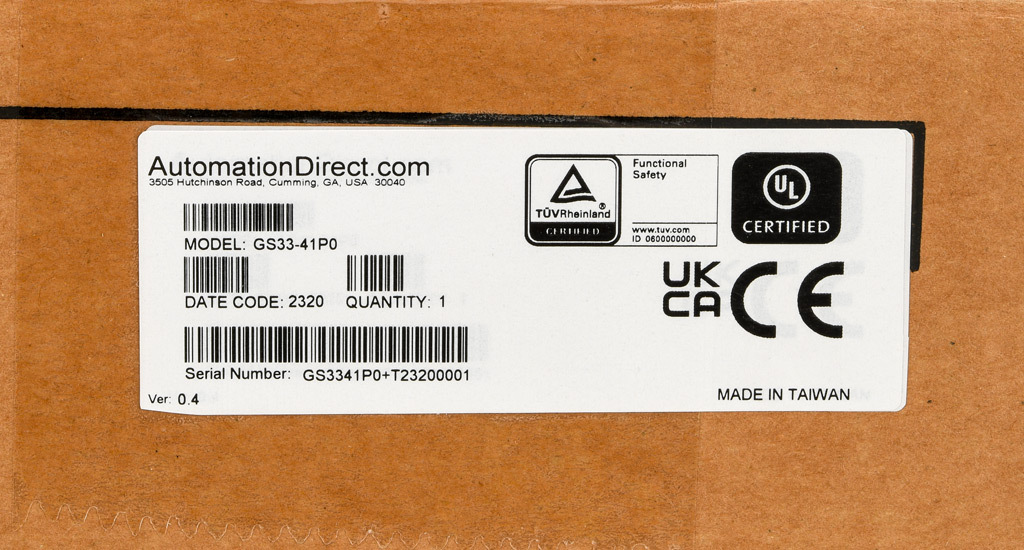 AutomationDirect.com
3505 Hutchinson Road, Cumming, GA, USA 30040
MODEL: GS33-41P0
DATE CODE: 2320 QUANTITY: 1
Serial Number: GS3341P0+T23200001
Ver: 0.4
TÜVRheinland®
CERTIFIED
Functional
Safety
www.tuv.com
ID 0600000000
UL
CERTIFIED
UK
CA
CE
MADE IN TAIWAN